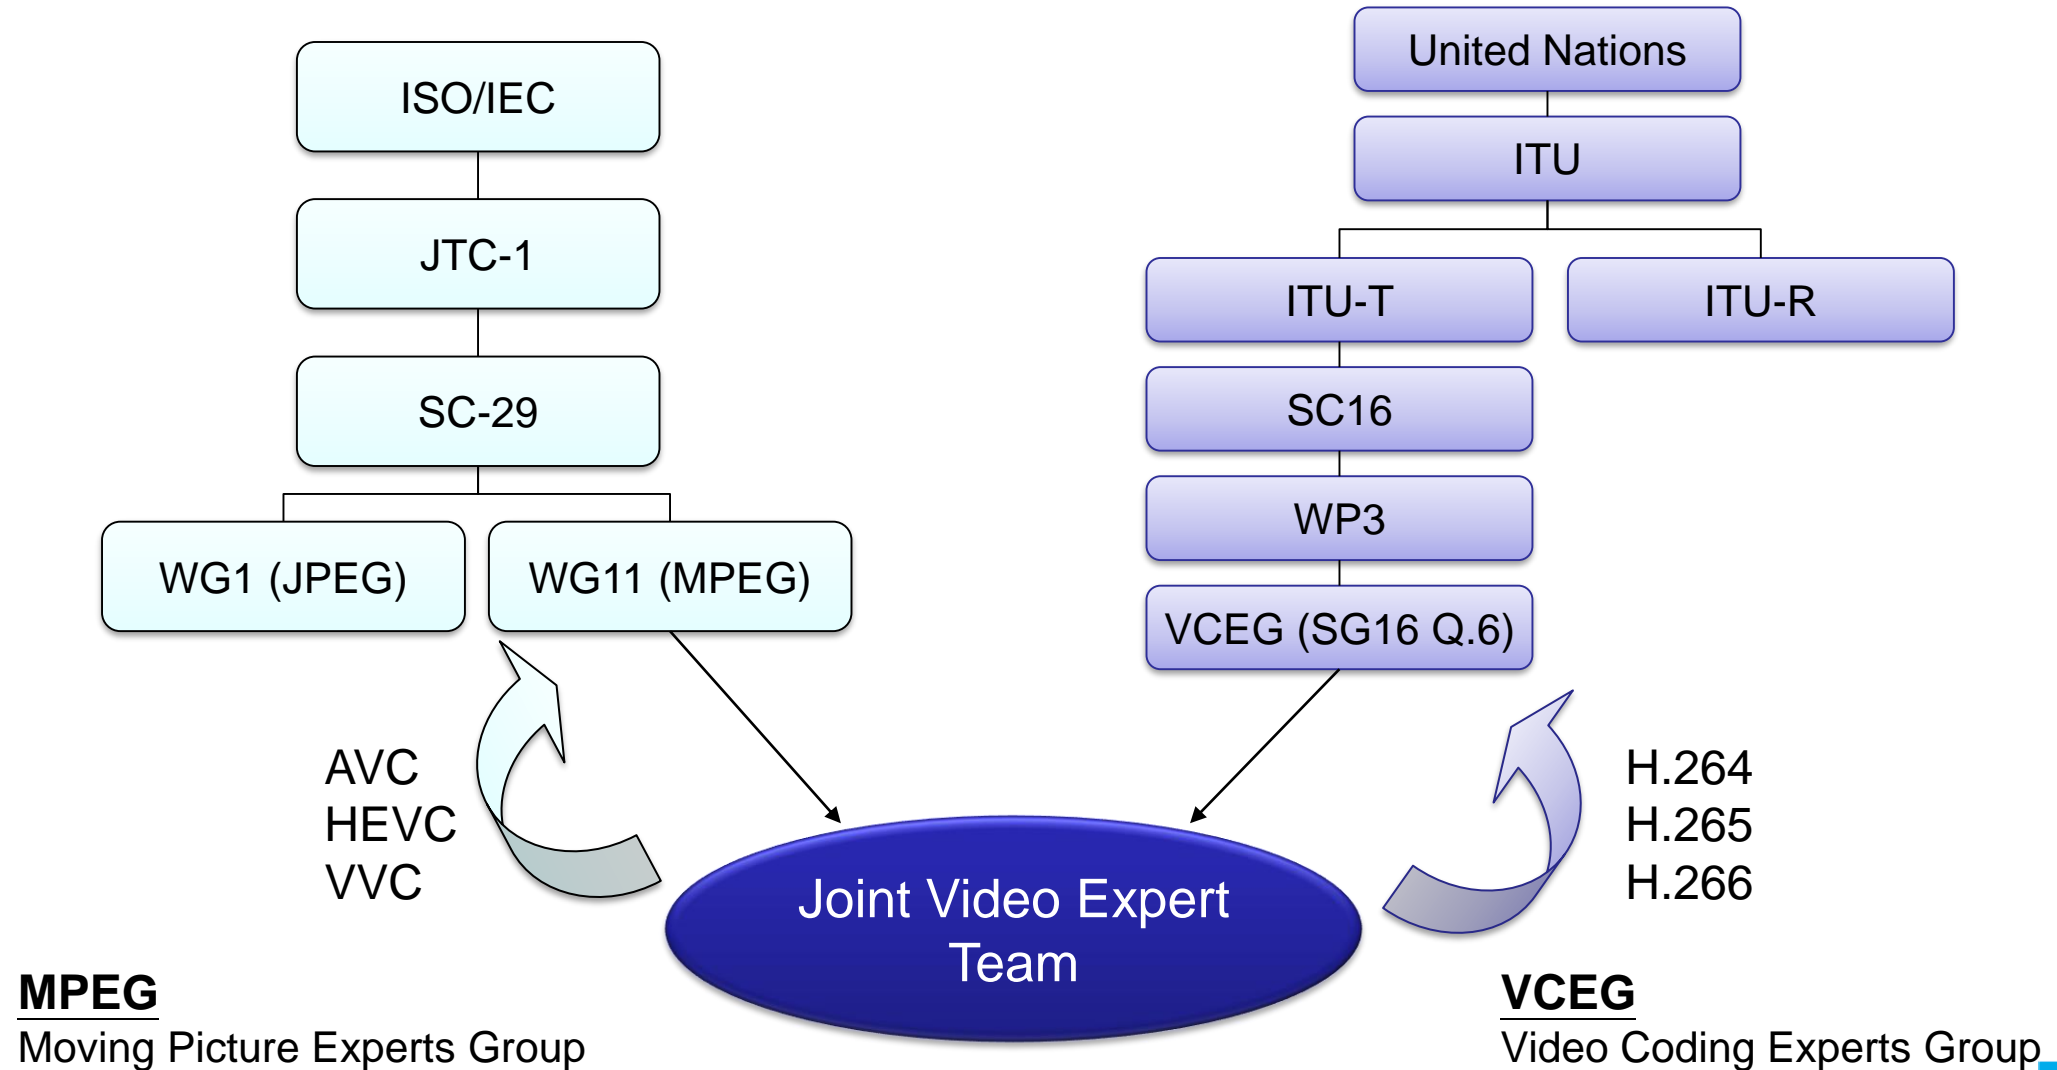 ISO/IEC
JTC-1
SC-29
WG1 (JPEG)
WG11 (MPEG)
United Nations
ITU
ITU-T
ITU-R
SC16
WP3
VCEG (SG16 Q.6)
AVC
HEVC
VVC
Joint Video Expert
Team
H.264
H.265
H.266
MPEG
Moving Picture Experts Group
VCEG
Video Coding Experts Group